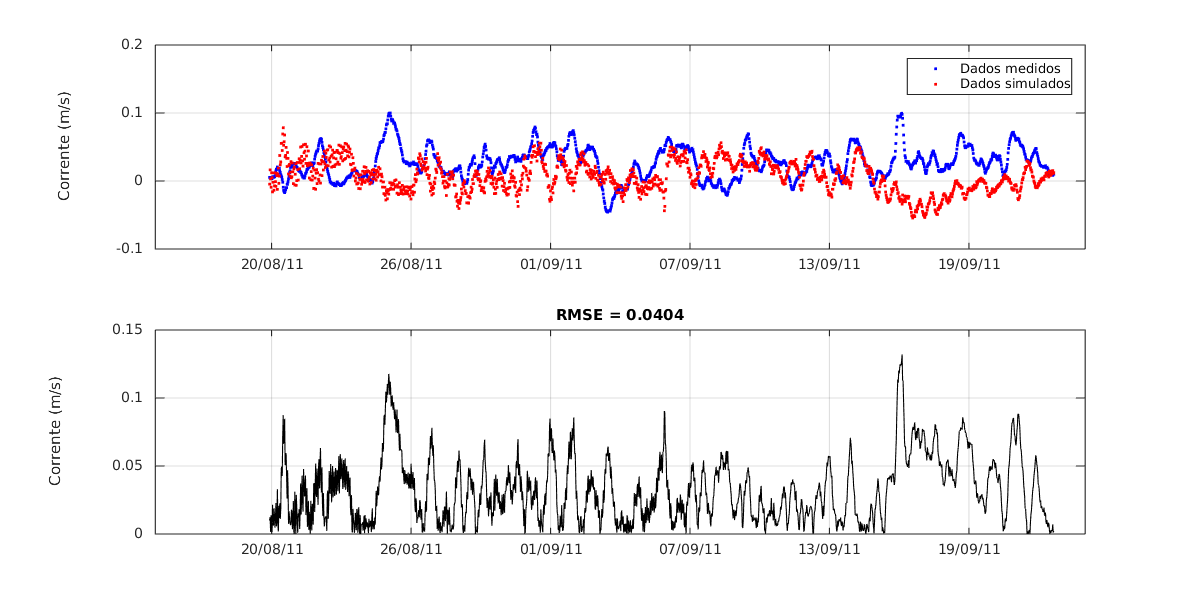 0.2
0.1
0
-0.1
Corrente (m/s)
Dados medidos
Dados simulados
20/08/11 26/08/11 01/09/11 07/09/11 13/09/11 19/09/11
RMSE = 0.0404
0.15
0.1
0.05
0
Corrente (m/s)
20/08/11 26/08/11 01/09/11 07/09/11 13/09/11 19/09/11